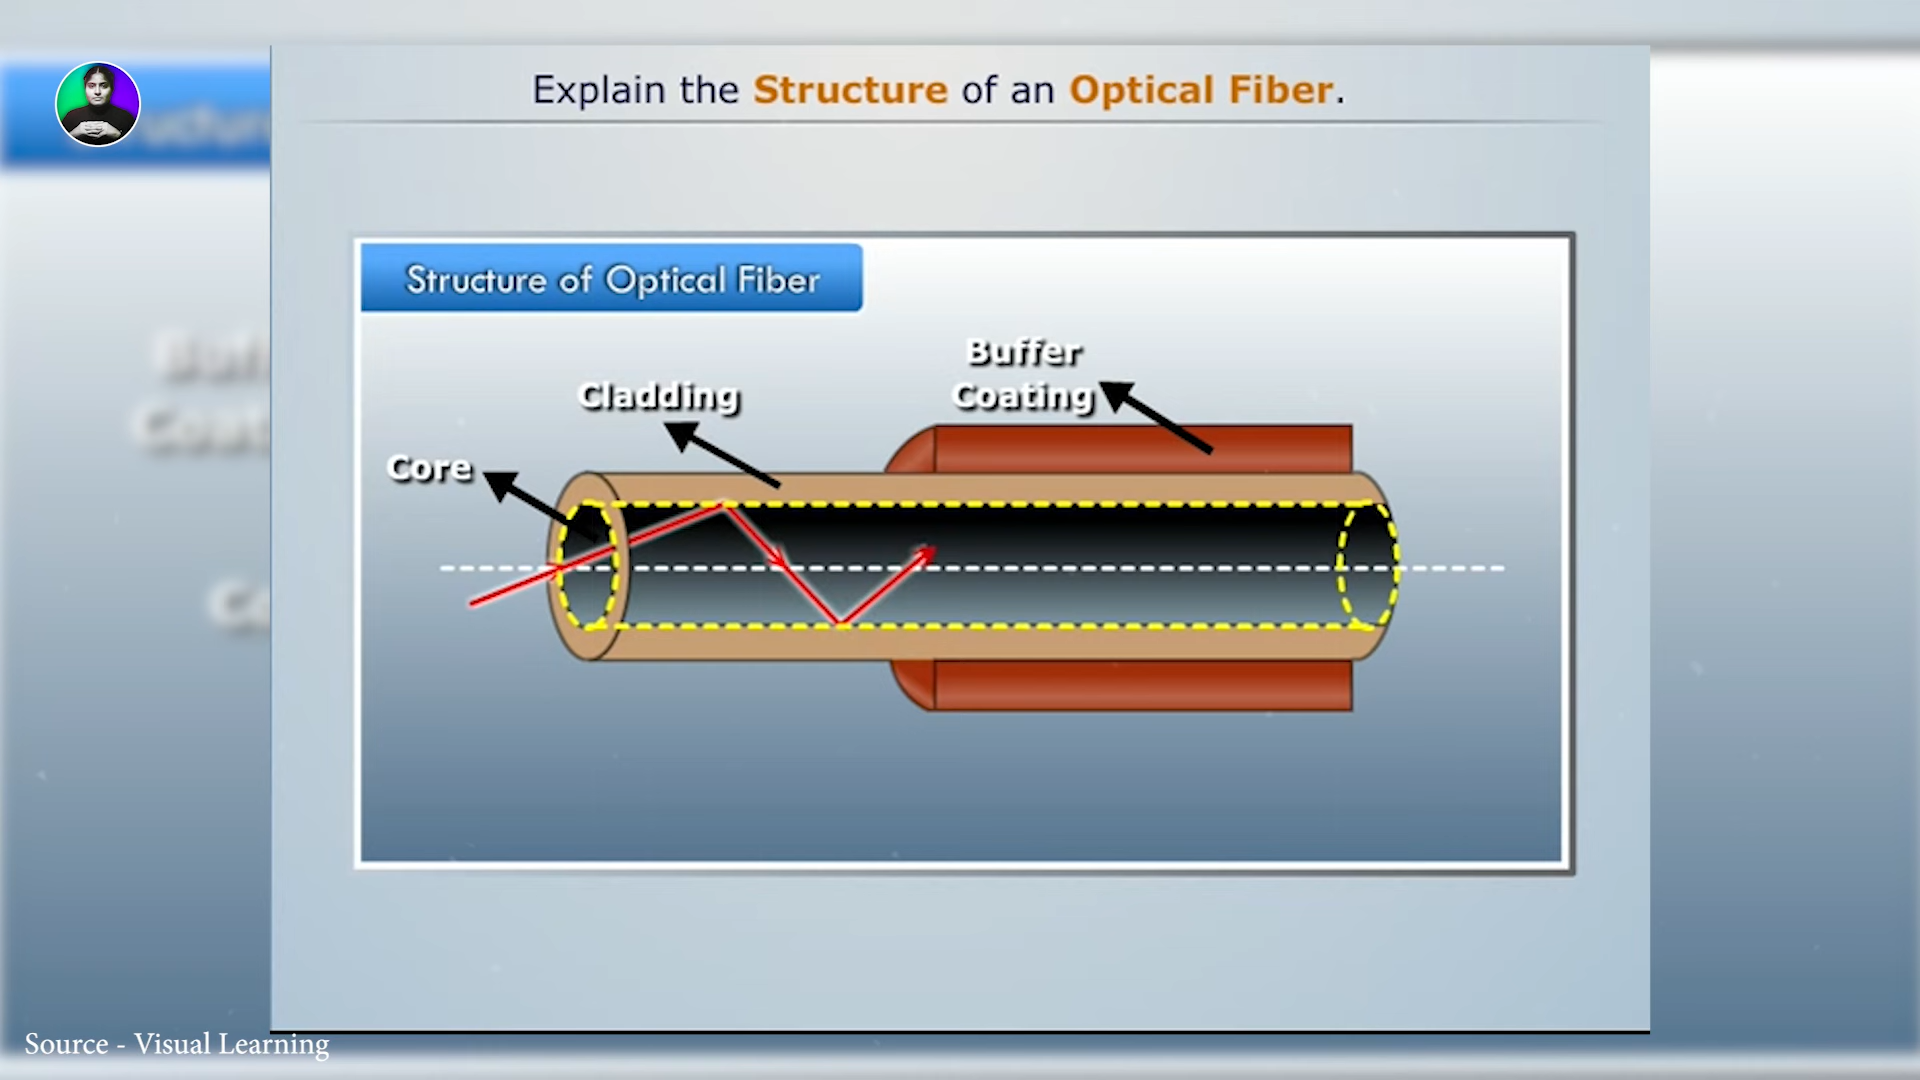 Explain the Structure of an Optical Fiber.
Structure of Optical Fiber
Buffer
Coating
Cladding
Core
Source - Visual Learning